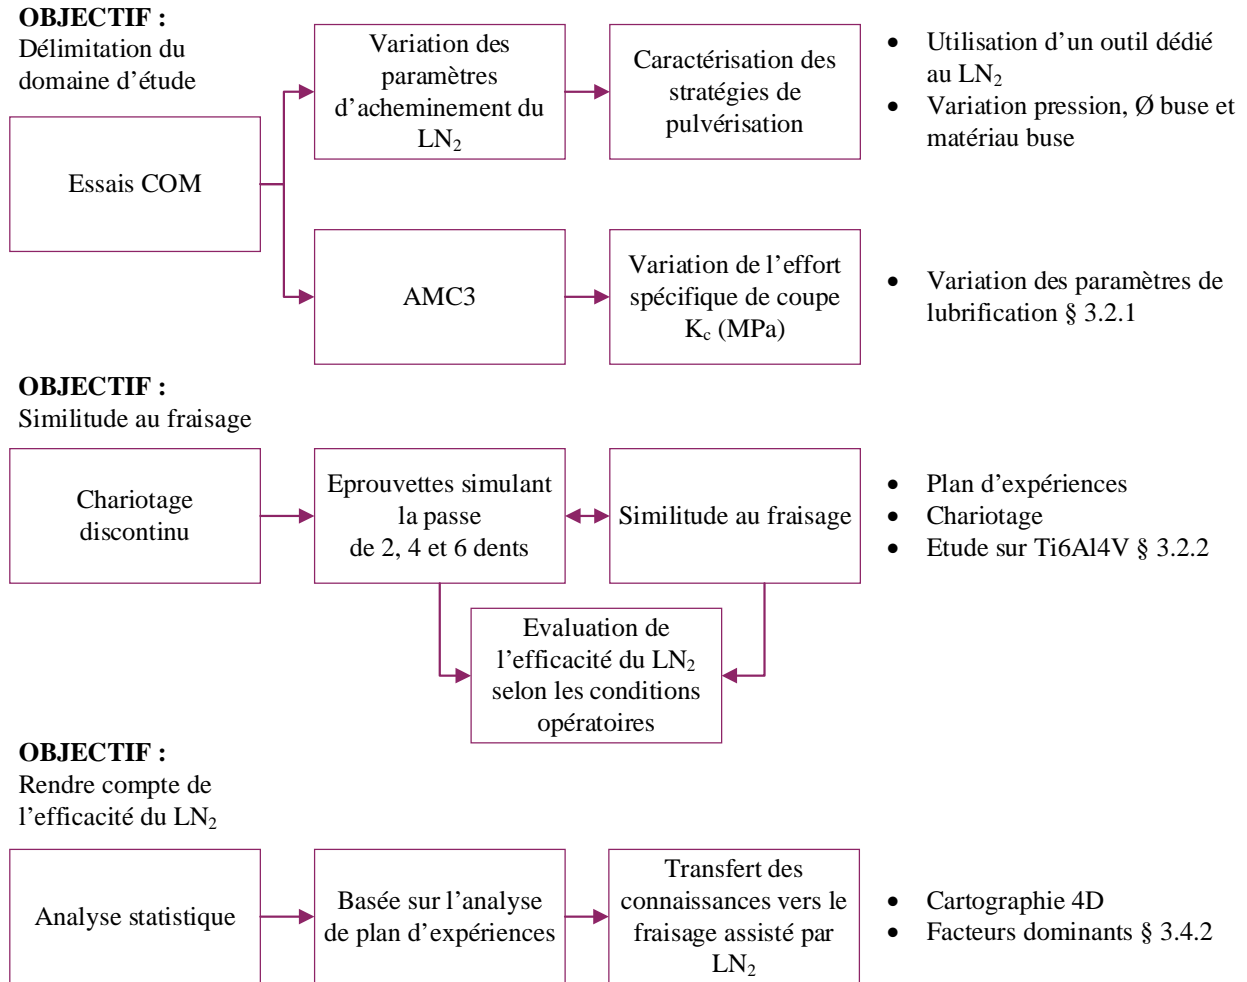 OBJECTIF :
Délimitation du
domaine d’étude
Essais COM
Variation des
paramètres
d’acheminement du
LN₂
Caractérisation des
stratégies de
pulvérisation
• Utilisation d’un outil dédié
au LN₂
• Variation pression, Ø buse et
matériau buse
AMC3
Variation de l’effort
spécifique de coupe
K꜀ (MPa)
• Variation des paramètres de
lubrification § 3.2.1
OBJECTIF :
Similitude au fraisage
Chariotage
discontinu
Eprouvettes simulant
la passe
de 2, 4 et 6 dents
Similitude au fraisage
• Plan d’expériences
• Chariotage
• Etude sur Ti6Al4V § 3.2.2
Evaluation de
l’efficacité du LN₂
selon les conditions
opératoires
OBJECTIF :
Rendre compte de
l’efficacité du LN₂
Analyse statistique
Basée sur l’analyse
de plan d’expériences
Transfert des
connaissances vers le
fraisage assisté par
LN₂
• Cartographie 4D
• Facteurs dominants § 3.4.2